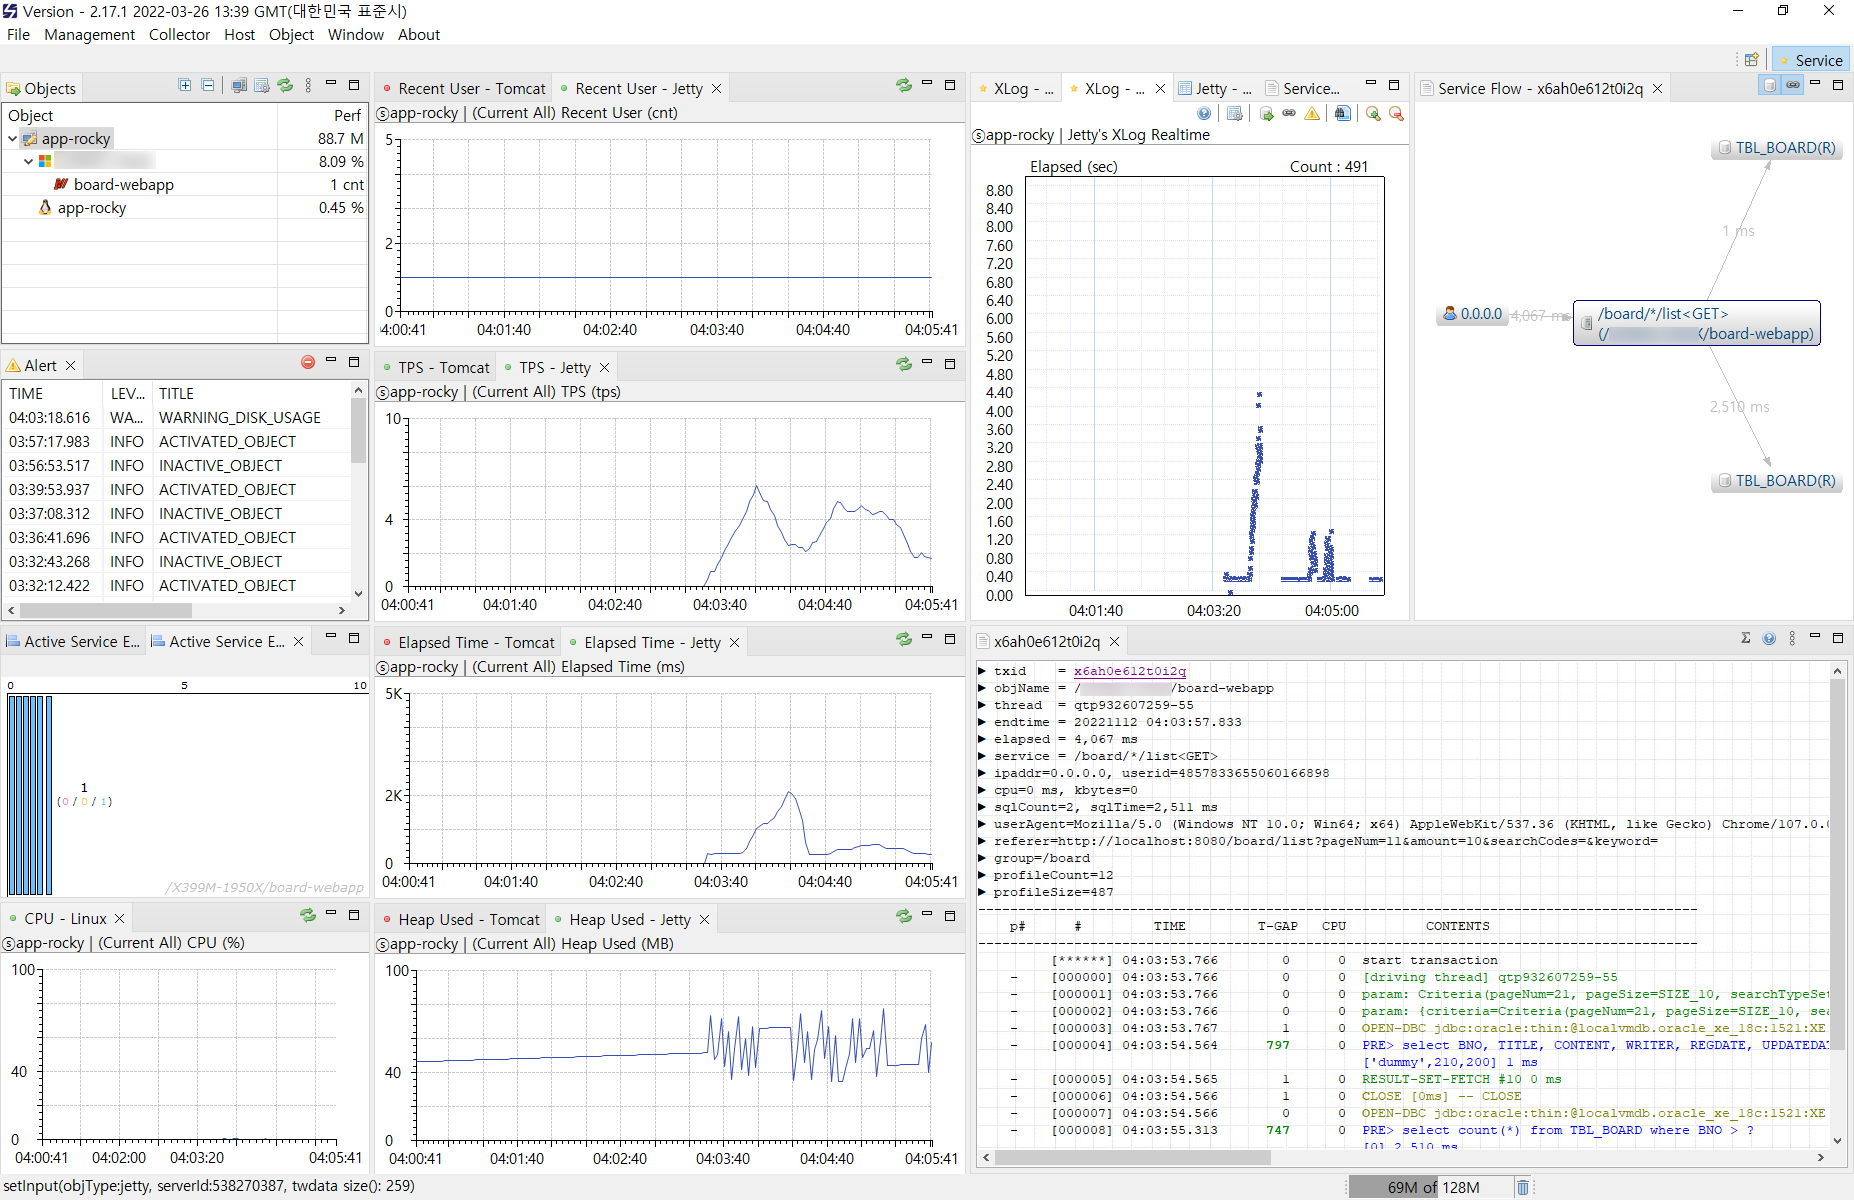 Version - 2.17.1 2022-03-26 13:39 GMT(대한민국 표준시)
File Management Collector Host Object Window About
Service
Objects
Object Perf
app-rocky 88.7 M
8.09 %
board-webapp 1 cnt
app-rocky 0.45 %
Alert
TIME LEV... TITLE
04:03:18.616 WA... WARNING_DISK_USAGE
03:57:17.983 INFO ACTIVATED_OBJECT
03:56:53.517 INFO INACTIVE_OBJECT
03:39:53.937 INFO ACTIVATED_OBJECT
03:37:08.312 INFO INACTIVE_OBJECT
03:36:41.696 INFO ACTIVATED_OBJECT
03:32:43.268 INFO INACTIVE_OBJECT
03:32:12.422 INFO ACTIVATED_OBJECT
Active Service E... Active Service E...
0 5 10
1
(0 / 0 / 1)
/X399M-1950X/board-webapp
CPU - Linux
Ⓢapp-rocky | (Current All) CPU (%)
100
40
0
04:00:41 04:02:00 04:03:20 04:05:41
Recent User - Tomcat Recent User - Jetty
Ⓢapp-rocky | (Current All) Recent User (cnt)
5
2
0
4:00:41 04:01:40 04:02:40 04:03:40 04:04:40 04:05:41
TPS - Tomcat TPS - Jetty
Ⓢapp-rocky | (Current All) TPS (tps)
10
4
0
04:00:41 04:01:40 04:02:40 04:03:40 04:04:40 04:05:41
Elapsed Time - Tomcat Elapsed Time - Jetty
Ⓢapp-rocky | (Current All) Elapsed Time (ms)
5K
2K
0
04:00:41 04:01:40 04:02:40 04:03:40 04:04:40 04:05:41
Heap Used - Tomcat Heap Used - Jetty
Ⓢapp-rocky | (Current All) Heap Used (MB)
100
40
0
04:00:41 04:01:40 04:02:40 04:03:40 04:04:40 04:05:41
XLog - ... XLog - ... Jetty - ... Service...
Ⓢapp-rocky | Jetty's XLog Realtime
Elapsed (sec) Count : 491
8.80
8.40
8.00
7.60
7.20
6.80
6.40
6.00
5.60
5.20
4.80
4.40
4.00
3.60
3.20
2.80
2.40
2.00
1.60
1.20
0.80
0.40
0.00
04:01:40 04:03:20 04:05:00
Service Flow - x6ah0e612t0i2q
TBL_BOARD(R)
1 ms
0.0.0.0 4,067 ms /board/*/list<GET>
(/ /board-webapp)
2,510 ms
TBL_BOARD(R)
x6ah0e612t0i2q
▶ txid = x6ah0e612t0i2q
▶ objName = / /board-webapp
▶ thread = qtp932607259-55
▶ endtime = 20221112 04:03:57.833
▶ elapsed = 4,067 ms
▶ service = /board/*/list<GET>
▶ ipaddr=0.0.0.0, userid=4857833655060166898
▶ cpu=0 ms, kbytes=0
▶ sqlCount=2, sqlTime=2,511 ms
▶ userAgent=Mozilla/5.0 (Windows NT 10.0; Win64; x64) AppleWebKit/537.36 (KHTML, like Gecko) Chrome/107.0.
▶ referer=http://localhost:8080/board/list?pageNum=11&amount=10&searchCodes=&keyword=
▶ group=/board
▶ profileCount=12
▶ profileSize=487
p# # TIME T-GAP CPU CONTENTS
[******] 04:03:53.766 0 0 start transaction
- [000000] 04:03:53.766 0 0 [driving thread] qtp932607259-55
- [000001] 04:03:53.766 0 0 param: Criteria(pageNum=21, pageSize=SIZE_10, searchTypeSet
- [000002] 04:03:53.766 0 0 param: {criteria=Criteria(pageNum=21, pageSize=SIZE_10, sea
- [000003] 04:03:53.767 1 0 OPEN-DBC jdbc:oracle:thin:@localvmdb.oracle_xe_18c:1521:XE
- [000004] 04:03:54.564 797 0 PRE> select BNO, TITLE, CONTENT, WRITER, REGDATE, UPDATEDA
['dummy',210,200] 1 ms
- [000005] 04:03:54.565 1 0 RESULT-SET-FETCH #10 0 ms
- [000006] 04:03:54.566 1 0 CLOSE [0ms] -- CLOSE
- [000007] 04:03:54.566 0 0 OPEN-DBC jdbc:oracle:thin:@localvmdb.oracle_xe_18c:1521:XE
- [000008] 04:03:55.313 747 0 PRE> select count(*) from TBL_BOARD where BNO > ?
[0] 2,510 ms
setInput(objType:jetty, serverId:538270387, twdata size(): 259)
69M of 128M